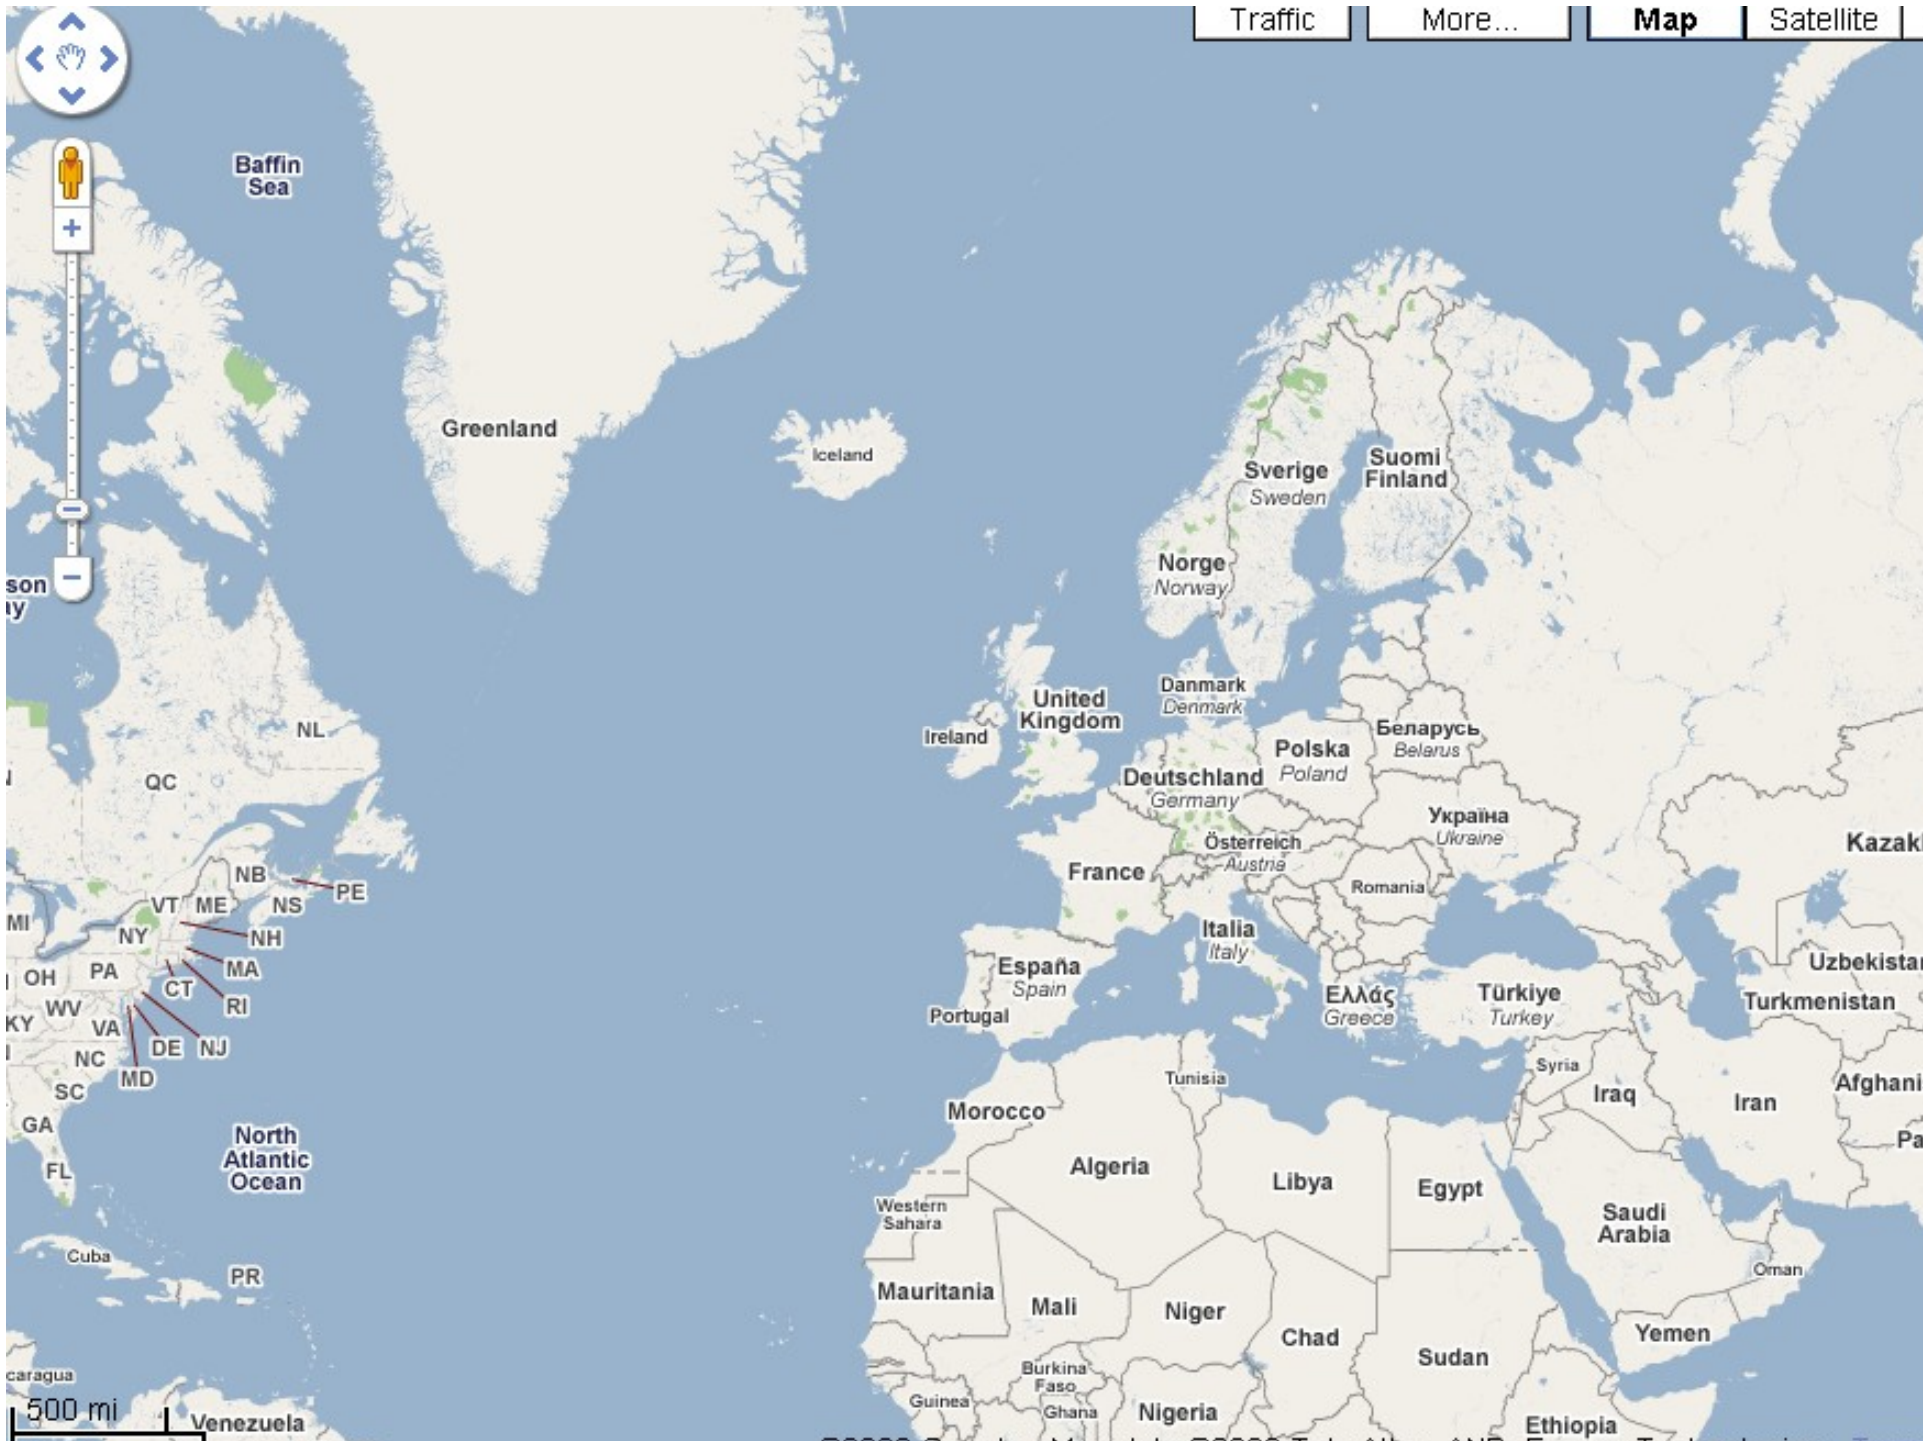 Traffic
More...
Map
Satellite
Baffin
Sea
Greenland
Iceland
Sverige
Sweden
Suomi
Finland
Norge
Norway
son
ay
NL
QC
United
Kingdom
Ireland
Danmark
Denmark
Беларусь
Belarus
Polska
Poland
Deutschland
Germany
Україна
Ukraine
Österreich
Austria
Kazak
France
Romania
NB
PE
VT
ME
NS
MI
NY
NH
Italia
Italy
España
Spain
OH
PA
MA
CT
RI
Portugal
Ελλάς
Greece
Türkiye
Turkey
Uzbekistan
Turkmenistan
WV
KY
VA
DE
NJ
NC
MD
SC
GA
FL
Tunisia
Syria
Iraq
Iran
Afghani
Pa
Morocco
Algeria
Libya
Egypt
Saudi
Arabia
North
Atlantic
Ocean
Western
Sahara
Cuba
PR
Oman
Mauritania
Mali
Niger
Chad
Sudan
Yemen
caragua
Burkina
Faso
Guinea
Ghana
Nigeria
Ethiopia
500 mi
Venezuela